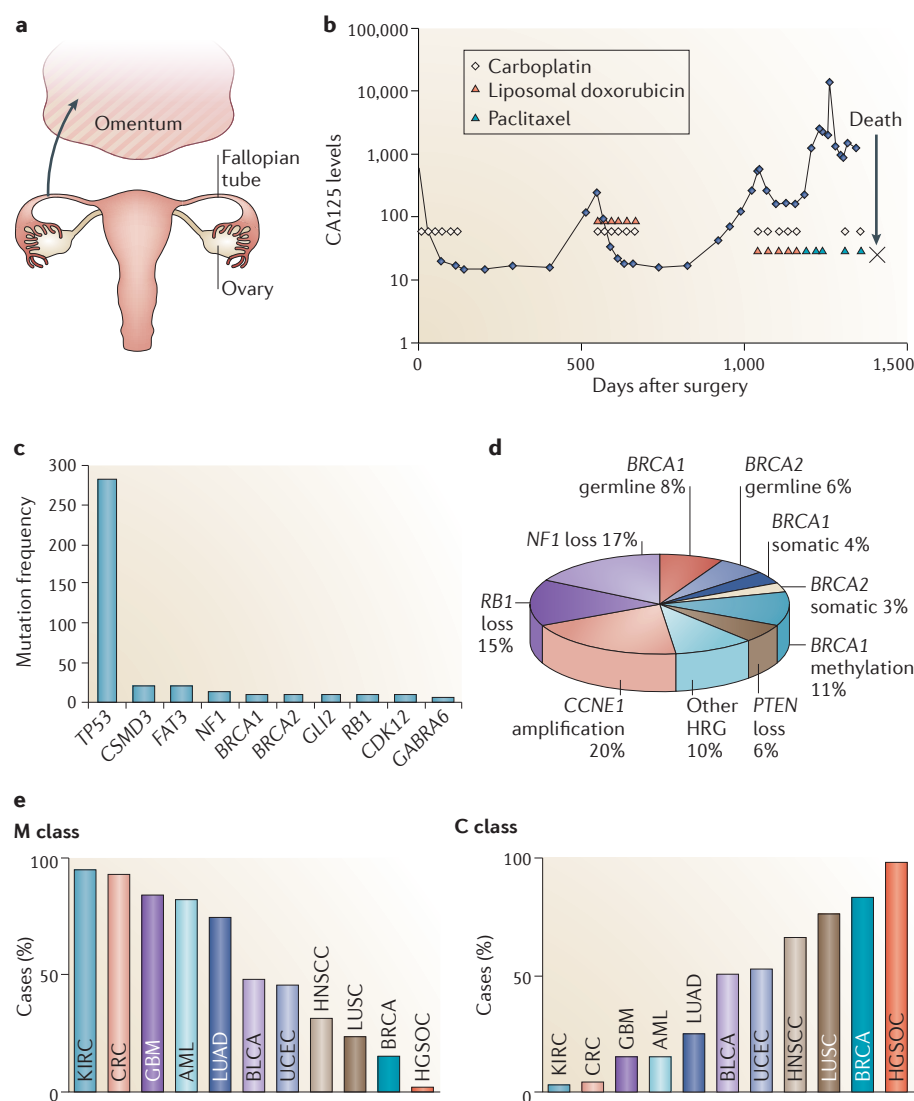 a
Omentum
Fallopian
tube
Ovary
b
100,000
10,000
1,000
100
10
1
CA125 levels
Carboplatin
Liposomal doxorubicin
Paclitaxel
Death
0
500
1,000
1,500
Days after surgery
c
300
250
200
150
100
50
0
Mutation frequency
TP53
CSMD3
FAT3
NF1
BRCA1
BRCA2
GLI2
RB1
CDK12
GABRA6
d
BRCA1
germline 8%
BRCA2
germline 6%
BRCA1
somatic 4%
BRCA2
somatic 3%
BRCA1
methylation
11%
PTEN
loss
6%
Other
HRG
10%
CCNE1
amplification
20%
RB1
loss
15%
NF1 loss 17%
e
M class
100
50
0
Cases (%)
KIRC
CRC
GBM
AML
LUAD
BLCA
UCEC
HNSCC
LUSC
BRCA
HGSOC
C class
100
50
0
Cases (%)
KIRC
CRC
GBM
AML
LUAD
BLCA
UCEC
HNSCC
LUSC
BRCA
HGSOC